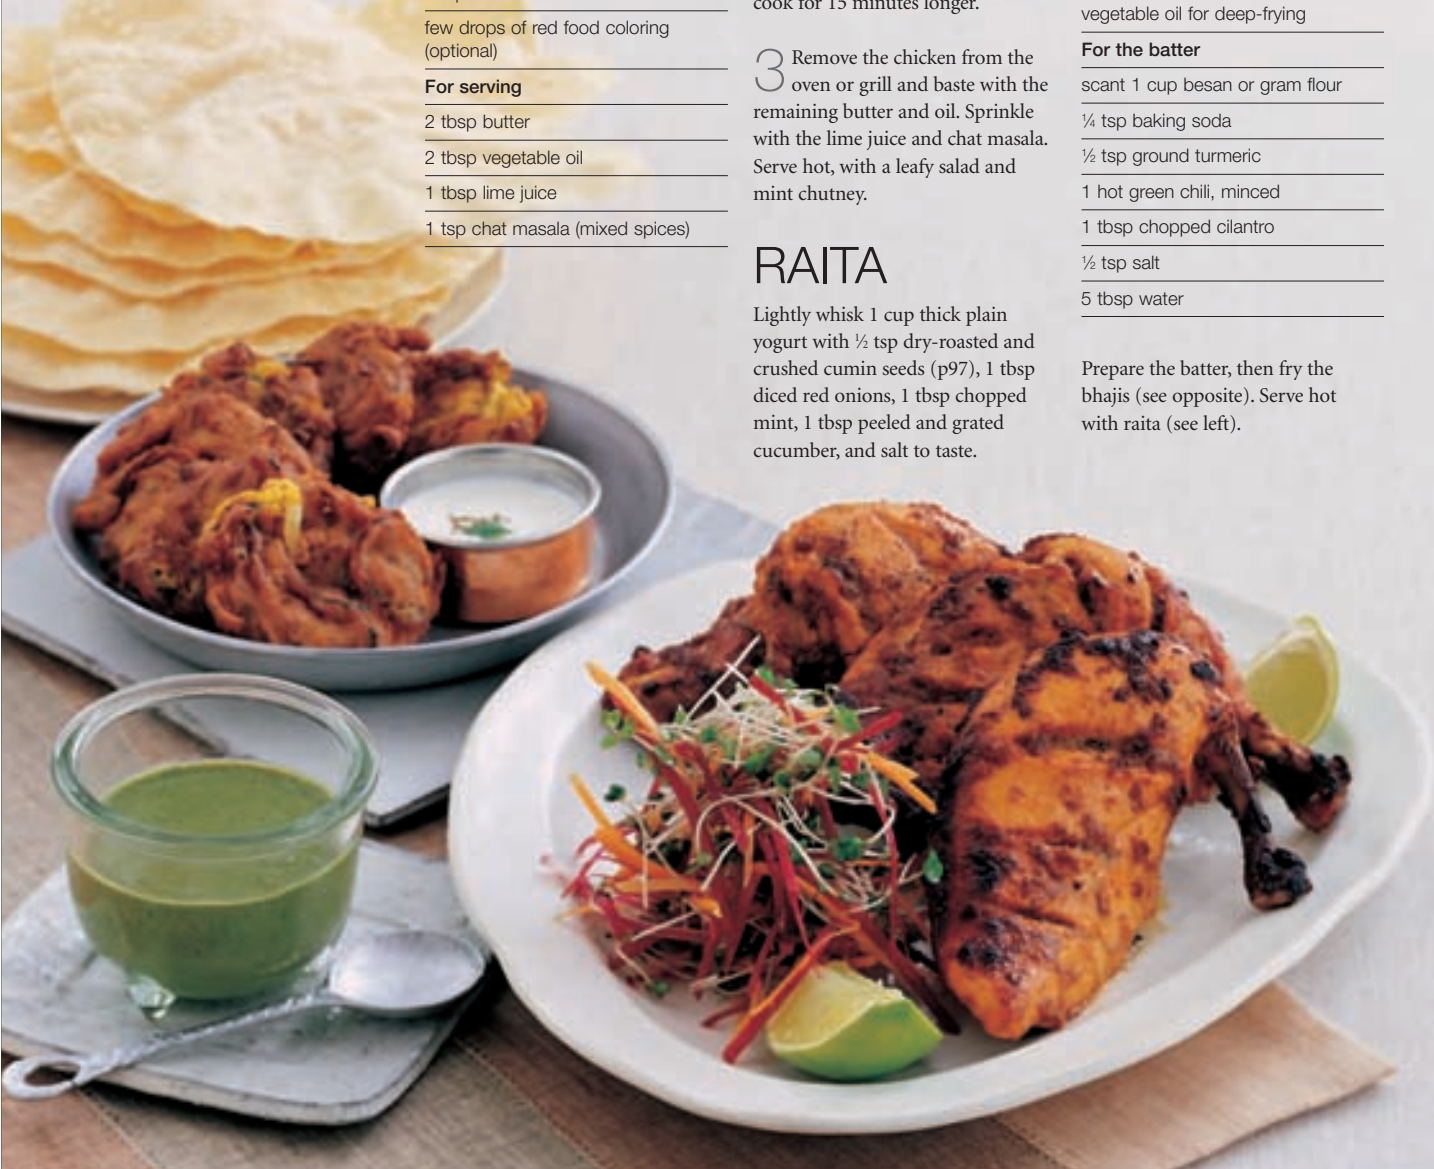 few drops of red food coloring
(optional)
For serving
2 tbsp butter
2 tbsp vegetable oil
1 tbsp lime juice
1 tsp chat masala (mixed spices)
cook for 15 minutes longer.
3 Remove the chicken from the
oven or grill and baste with the
remaining butter and oil. Sprinkle
with the lime juice and chat masala.
Serve hot, with a leafy salad and
mint chutney.
RAITA
Lightly whisk 1 cup thick plain
yogurt with ½ tsp dry-roasted and
crushed cumin seeds (p97), 1 tbsp
diced red onions, 1 tbsp chopped
mint, 1 tbsp peeled and grated
cucumber, and salt to taste.
vegetable oil for deep-frying
For the batter
scant 1 cup besan or gram flour
¼ tsp baking soda
½ tsp ground turmeric
1 hot green chili, minced
1 tbsp chopped cilantro
½ tsp salt
5 tbsp water
Prepare the batter, then fry the
bhajis (see opposite). Serve hot
with raita (see left).